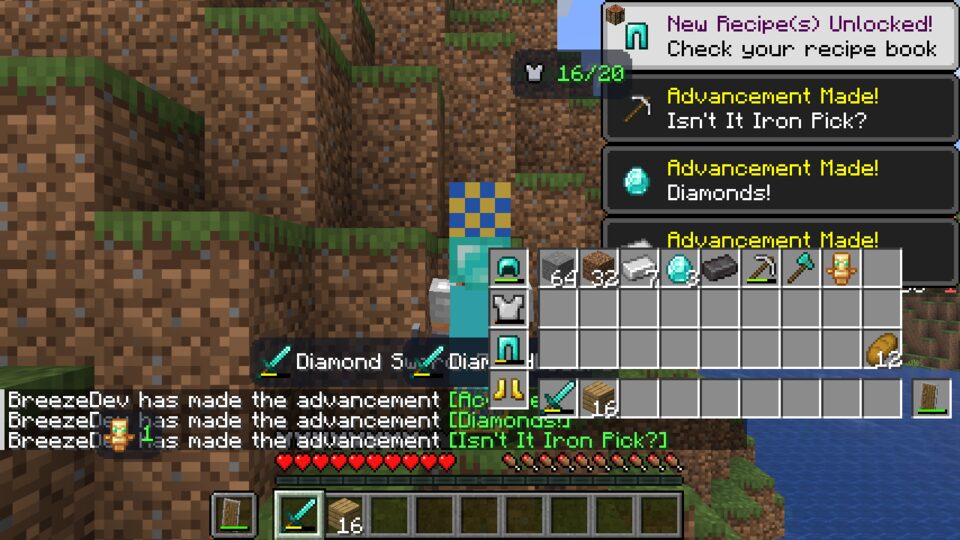 New Recipe(s) Unlocked!
Check your recipe book
16/20
Advancement Made!
Isn't It Iron Pick?
Advancement Made!
Diamonds!
Advancement Made!
64
32
7
3
12
16
Diamond
BreezeDev has made the advancement
BreezeDev has made the advancement [Diamonds!]
BreezeDev has made the advancement [Isn't It Iron Pick?]
1
16